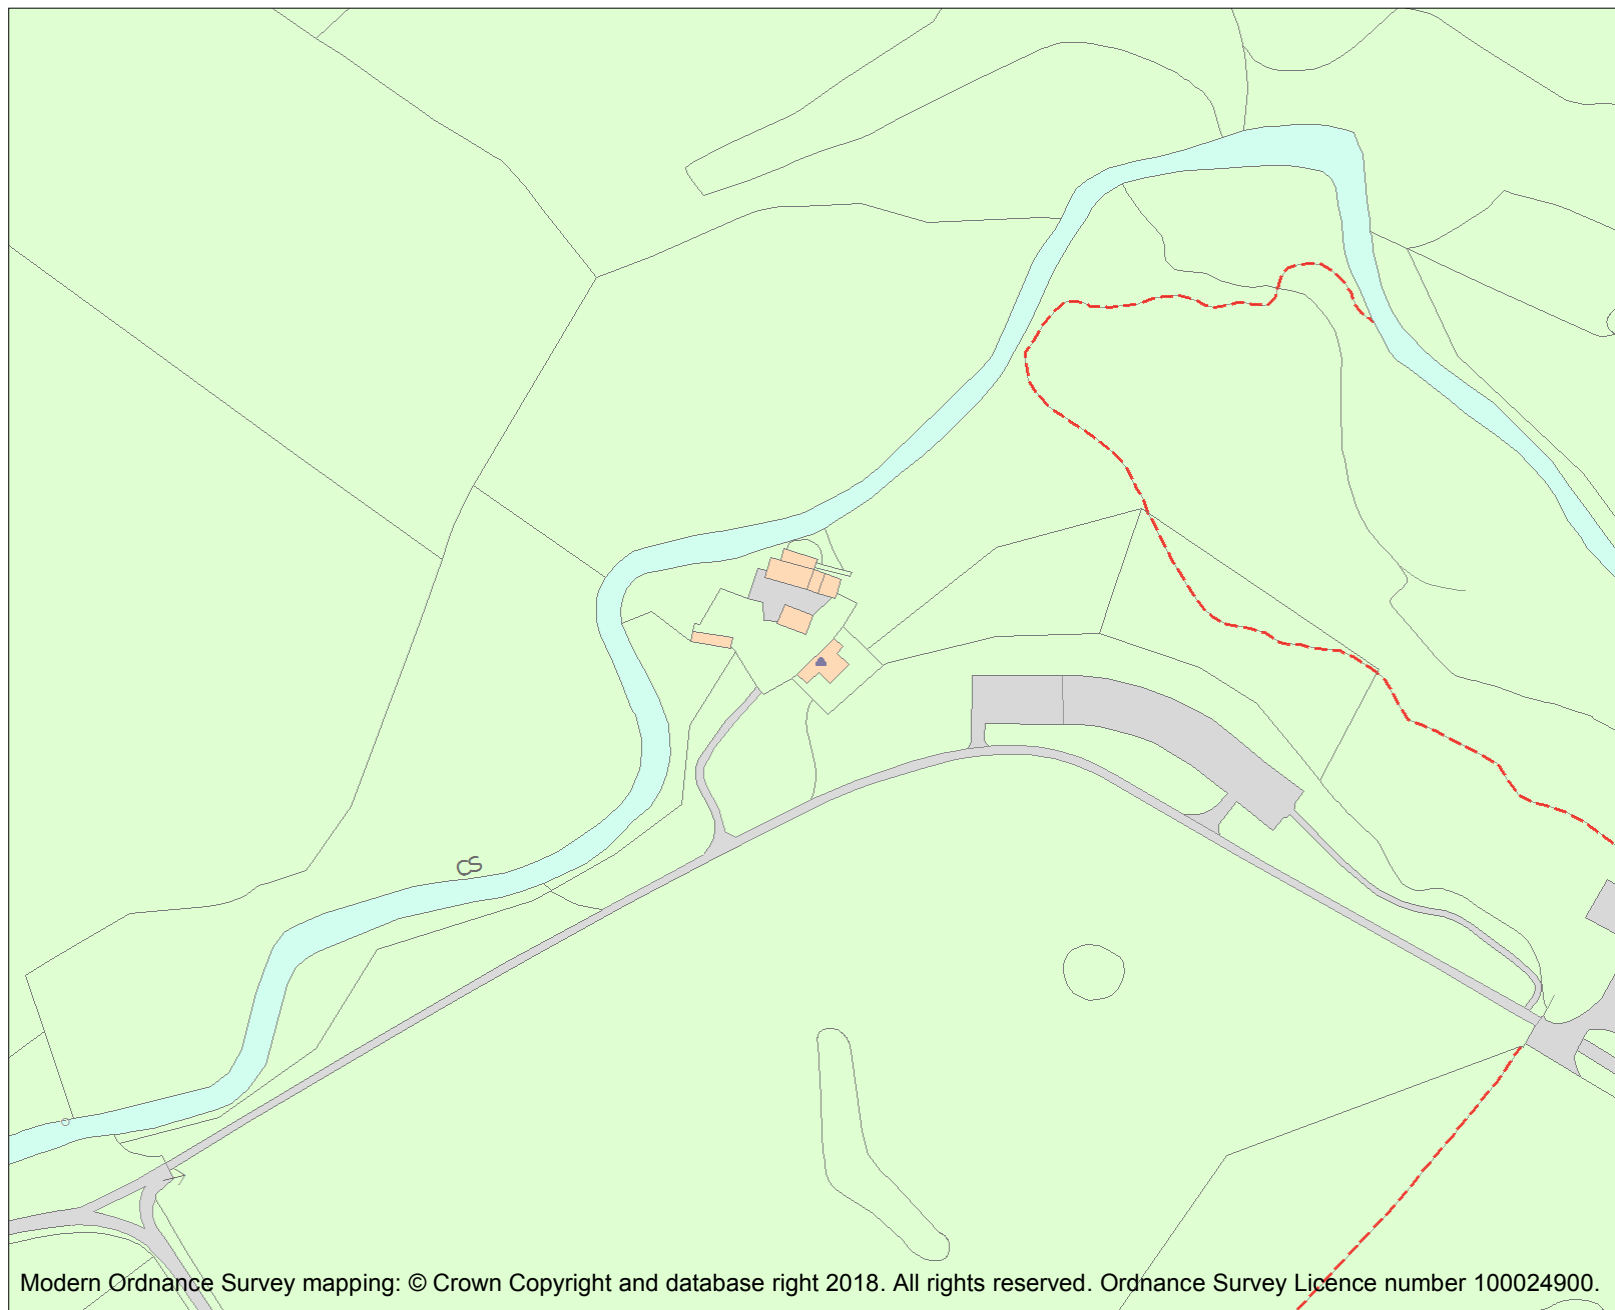 CS
Modern Ordnance Survey mapping: © Crown Copyright and database right 2018. All rights reserved. Ordnance Survey Licence number 100024900.